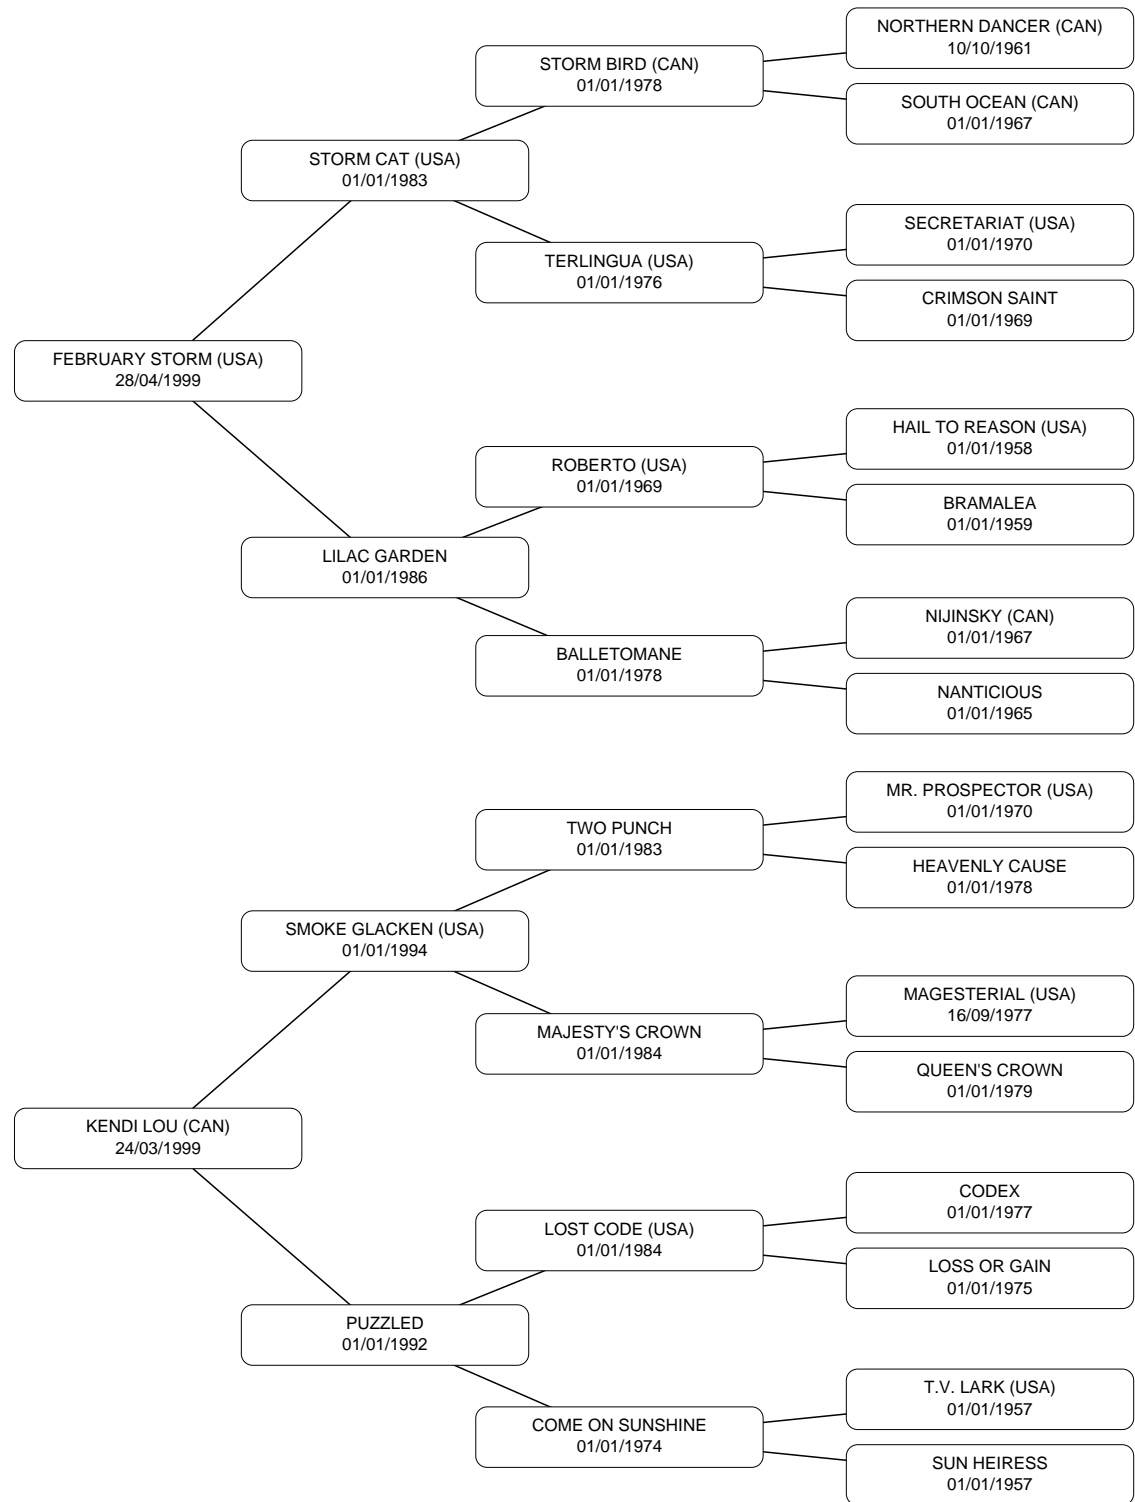 NORTHERN DANCER (CAN)
10/10/1961
STORM BIRD (CAN)
01/01/1978
SOUTH OCEAN (CAN)
01/01/1967
STORM CAT (USA)
01/01/1983
SECRETARIAT (USA)
01/01/1970
TERLINGUA (USA)
01/01/1976
CRIMSON SAINT
01/01/1969
FEBRUARY STORM (USA)
28/04/1999
HAIL TO REASON (USA)
01/01/1958
ROBERTO (USA)
01/01/1969
BRAMALEA
01/01/1959
LILAC GARDEN
01/01/1986
NIJINSKY (CAN)
01/01/1967
BALLETOMANE
01/01/1978
NANTICIOUS
01/01/1965
MR. PROSPECTOR (USA)
01/01/1970
TWO PUNCH
01/01/1983
HEAVENLY CAUSE
01/01/1978
SMOKE GLACKEN (USA)
01/01/1994
MAGESTERIAL (USA)
16/09/1977
MAJESTY'S CROWN
01/01/1984
QUEEN'S CROWN
01/01/1979
KENDI LOU (CAN)
24/03/1999
CODEX
01/01/1977
LOST CODE (USA)
01/01/1984
LOSS OR GAIN
01/01/1975
PUZZLED
01/01/1992
T.V. LARK (USA)
01/01/1957
COME ON SUNSHINE
01/01/1974
SUN HEIRESS
01/01/1957